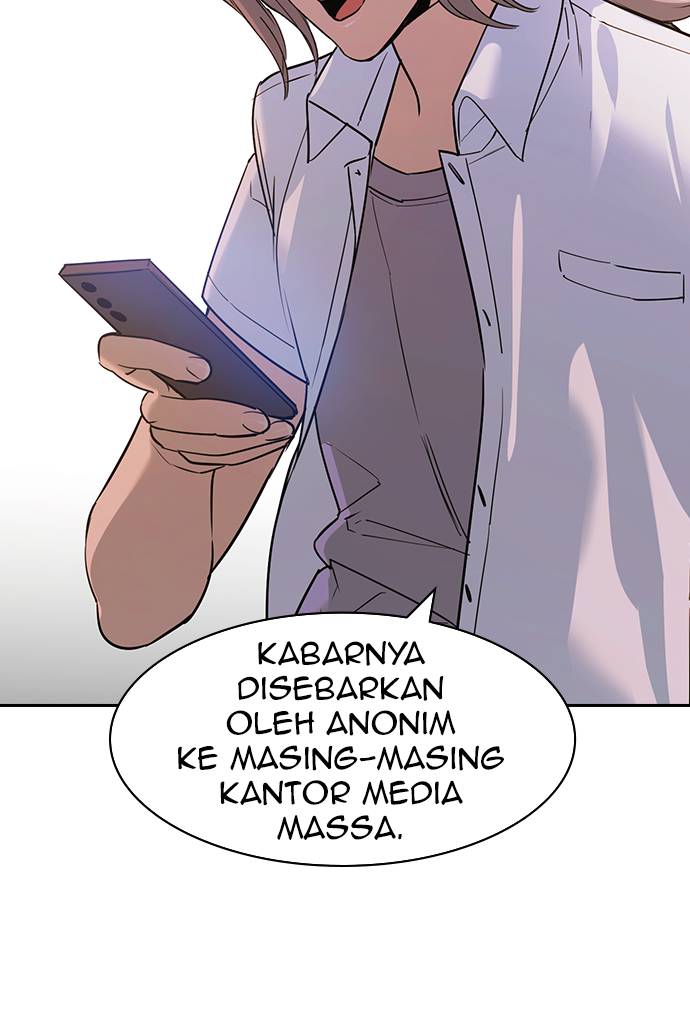 KABARNYA
DISEBARKAN
OLEH ANONIM
KE MASING-MASING
KANTOR MEDIA
MASSA.